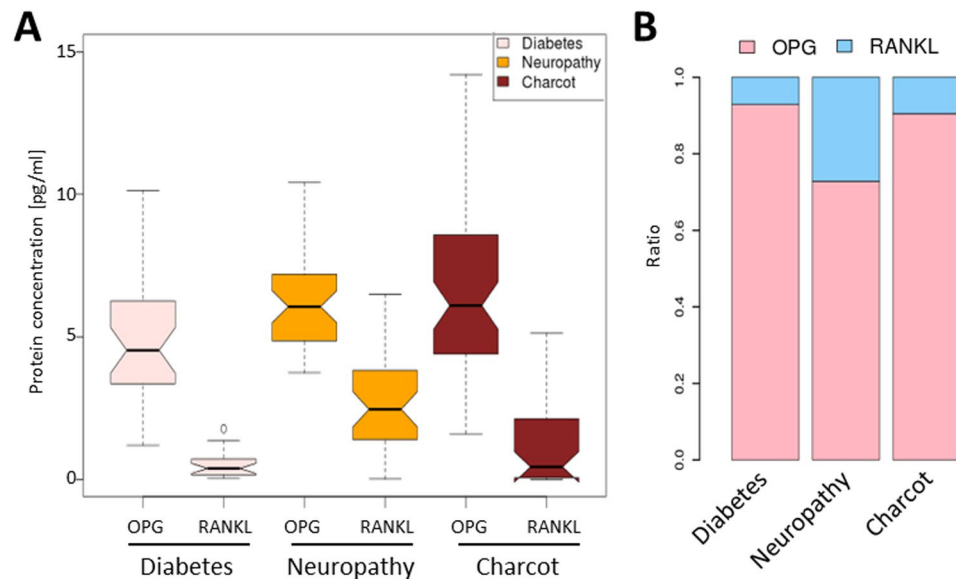 A
Protein concentration [pg/ml]
15
10
5
0
Diabetes
Neuropathy
Charcot
OPG RANKL OPG RANKL OPG RANKL
Diabetes Neuropathy Charcot
B
OPG RANKL
Ratio
1.0
0.8
0.6
0.4
0.2
0.0
Diabetes
Neuropathy
Charcot